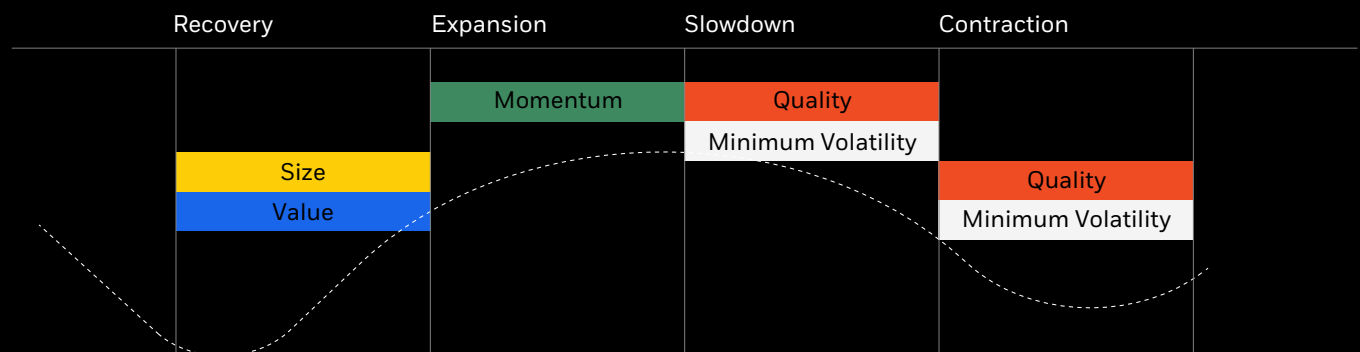 Recovery
Expansion
Slowdown
Contraction
Momentum
Quality
Minimum Volatility
Size
Value
Quality
Minimum Volatility